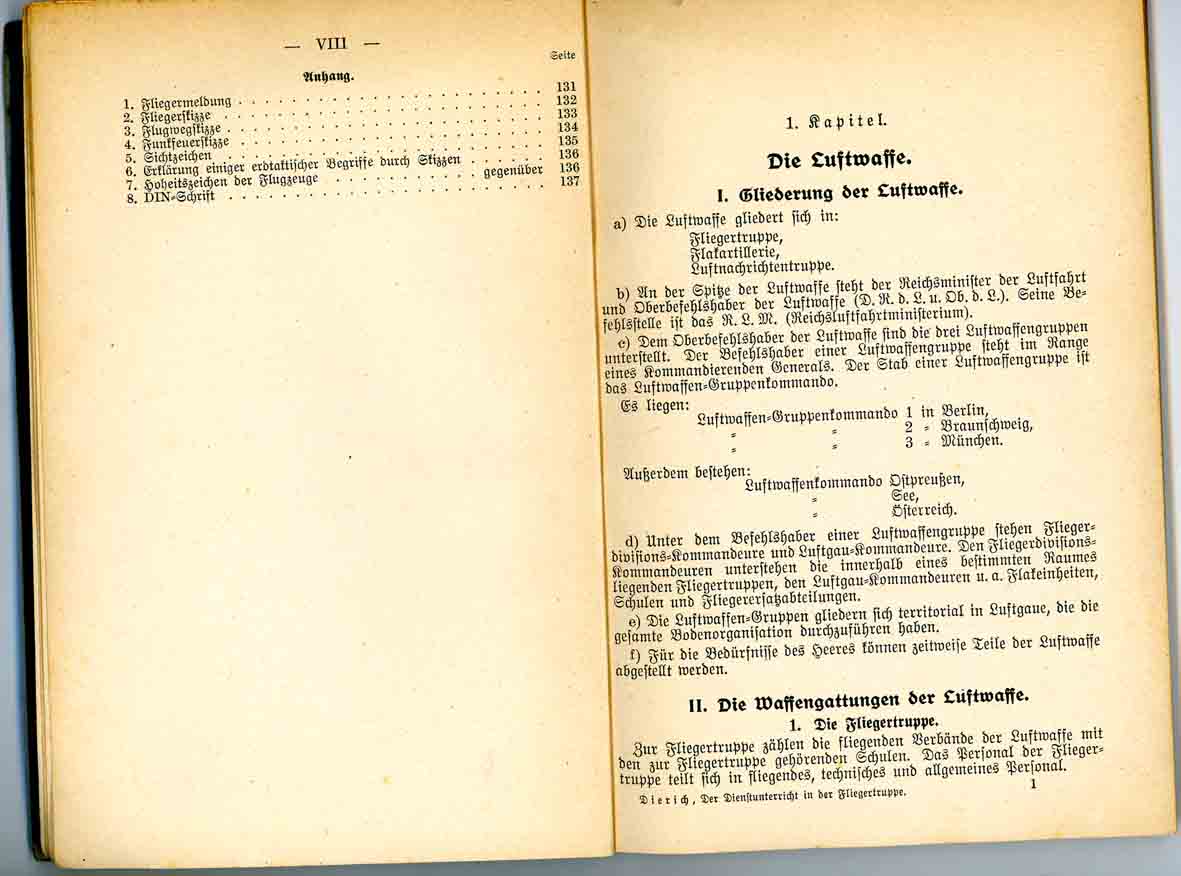 — VIII —
Seite
Anhang.
1. Fliegermeldung . . . . . . . . . . . . . . . . . . . . . . . 131
2. Fliegerskizze . . . . . . . . . . . . . . . . . . . . . . . 132
3. Flugwegskizze . . . . . . . . . . . . . . . . . . . . . . . 133
4. Funkfeuerskizze . . . . . . . . . . . . . . . . . . . . . . 134
5. Sichtzeichen . . . . . . . . . . . . . . . . . . . . . . . 135
6. Erklärung einiger erdtaktischer Begriffe durch Skizzen . . . . . . 136
7. Hoheitszeichen der Flugzeuge . . . . . . . . . . . . gegenüber 136
8. DIN-Schrift . . . . . . . . . . . . . . . . . . . . . . . 137
1. Kapitel.
Die Luftwaffe.
I. Gliederung der Luftwaffe.
a) Die Luftwaffe gliedert sich in:
Fliegertruppe,
Flakartillerie,
Luftnachrichtentruppe.
b) An der Spitze der Luftwaffe steht der Reichsminister der Luftfahrt
und Oberbefehlshaber der Luftwaffe (D. R. d. L. u. Ob. d. L.). Seine Be-
fehlsstelle ist das R. L. M. (Reichsluftfahrtministerium).
c) Dem Oberbefehlshaber der Luftwaffe sind die drei Luftwaffengruppen
unterstellt. Der Befehlshaber einer Luftwaffengruppe steht im Range
eines Kommandierenden Generals. Der Stab einer Luftwaffengruppe ist
das Luftwaffen-Gruppenkommando.
Es liegen:
Luftwaffen-Gruppenkommando 1 in Berlin,
" " 2 " Braunschweig,
" " 3 " München.
Außerdem bestehen:
Luftwaffenkommando Ostpreußen,
" See,
" Österreich.
d) Unter dem Befehlshaber einer Luftwaffengruppe stehen Flieger-
divisions-Kommandeure und Luftgau-Kommandeure. Den Fliegerdivisions-
Kommandeuren unterstehen die innerhalb eines bestimmten Raumes
liegenden Fliegertruppen, den Luftgau-Kommandeuren u. a. Flakeinheiten,
Schulen und Fliegerersatzabteilungen.
e) Die Luftwaffen-Gruppen gliedern sich territorial in Luftgaue, die die
gesamte Bodenorganisation durchzuführen haben.
f) Für die Bedürfnisse des Heeres können zeitweise Teile der Luftwaffe
abgestellt werden.
II. Die Waffengattungen der Luftwaffe.
1. Die Fliegertruppe.
Zur Fliegertruppe zählen die fliegenden Verbände der Luftwaffe mit
den zur Fliegertruppe gehörenden Schulen. Das Personal der Flieger-
truppe teilt sich in fliegendes, technisches und allgemeines Personal.
Dierich, Der Dienstunterricht in der Fliegertruppe. 1